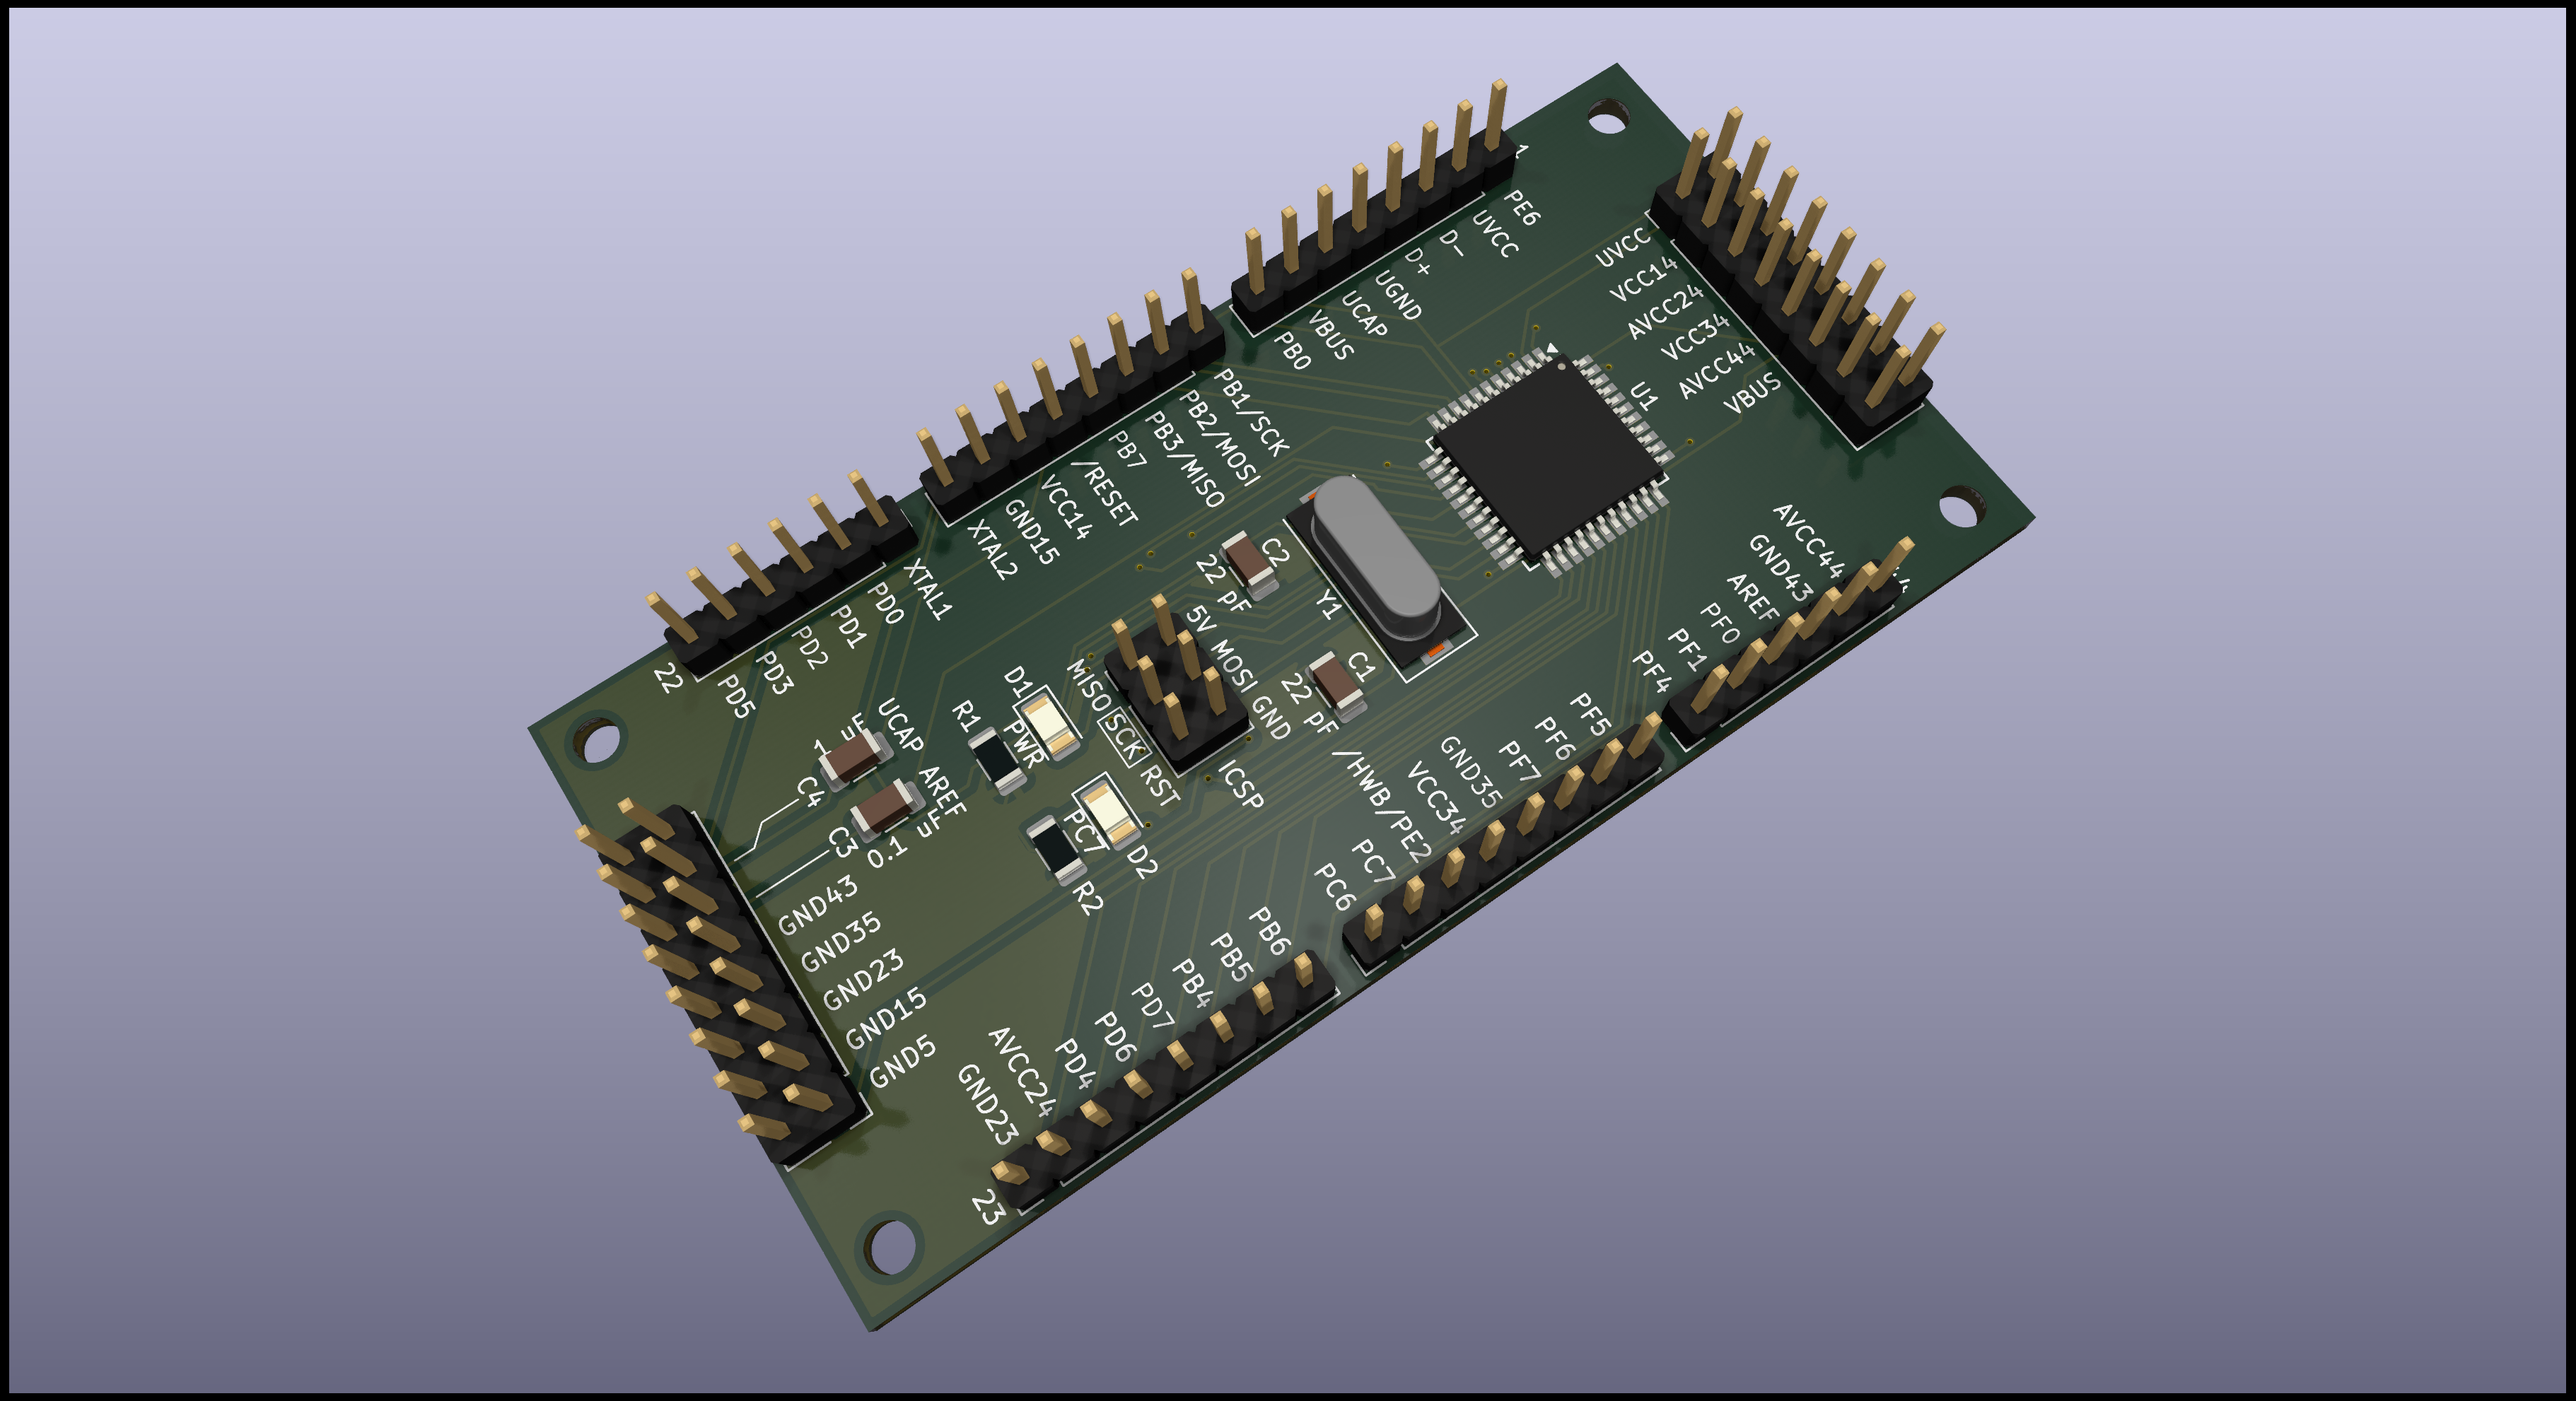 1
PE6
UVCC
D-
D+
UGND
UCAP
VBUS
PB0
PB1/SCK
PB2/MOSI
PB3/MISO
PB7
/RESET
VCC14
GND15
XTAL2
XTAL1
PD0
PD1
PD2
PD3
PD5
22
UVCC
VCC14
AVCC24
VCC34
AVCC44
VBUS
U1
AVCC44
GND43
AREF
PF0
PF1
PF4
PF5
PF6
PF7
GND35
VCC34
/HWB/PE2
PC7
PC6
PB6
PB5
PB4
PD7
PD6
PD4
AVCC24
GND23
23
C2
22 pF
Y1
C1
22 pF
5V MOSI GND
MISO SCK RST
ICSP
D1
PWR
R1
PC7
D2
R2
UCAP
1 uF
C4
AREF
0.1 uF
C3
GND43
GND35
GND23
GND15
GND5